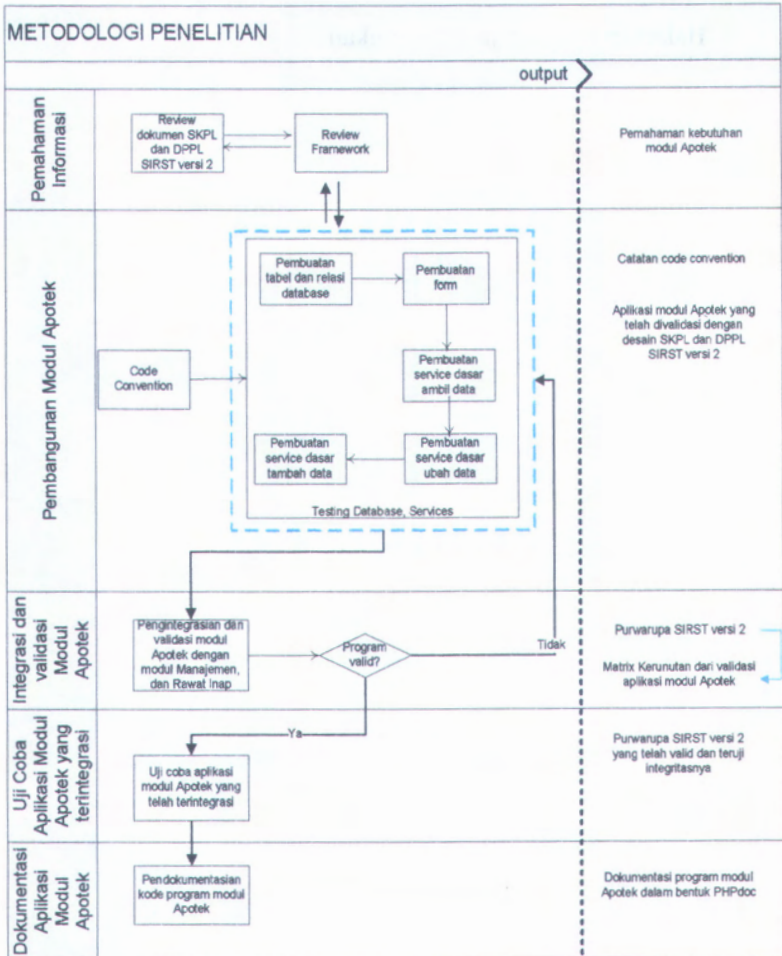 METODOLOGI PENELITIAN
output
Pemahaman
Informasi
Review
dokumen SKPL
dan DPPL
SIRST versi 2
Review
Framework
Pemahaman kebutuhan
modul Apotek
Pembangunan Modul Apotek
Code
Convention
Pembuatan
tabel dan relasi
database
Pembuatan
form
Pembuatan
service dasar
ambil data
Pembuatan
service dasar
ubah data
Pembuatan
service dasar
tambah data
Testing Database, Services
Catatan code convention
Aplikasi modul Apotek yang
telah divalidasi dengan
desain SKPL dan DPPL
SIRST versi 2
Integrasi dan
validasi
Modul
Apotek
Pengintegrasian dan
validasi modul
Apotek dengan
modul Manajemen,
dan Rawat Inap
Program
valid?
Tidak
Ya
Purwarupa SIRST versi 2
Matrix Kerunutan dari validasi
aplikasi modul Apotek
Uji Coba
Aplikasi Modul
Apotek yang
terintegrasi
Uji coba aplikasi
modul Apotek yang
telah terintegrasi
Purwarupa SIRST versi 2
yang telah valid dan teruji
integritasnya
Dokumentasi
Aplikasi
Modul
Apotek
Pendokumentasian
kode program modul
Apotek
Dokumentasi program modul
Apotek dalam bentuk PHPdoc